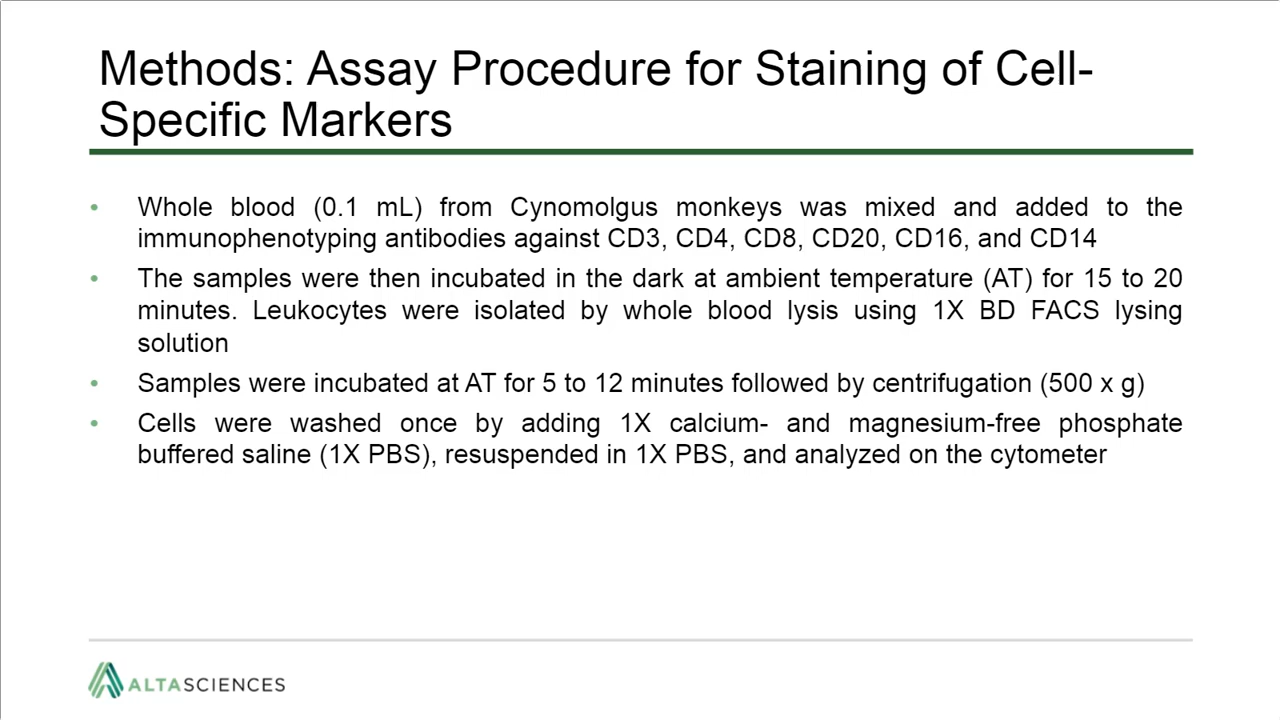 Methods: Assay Procedure for Staining of Cell-
Specific Markers
• Whole blood (0.1 mL) from Cynomolgus monkeys was mixed and added to the
immunophenotyping antibodies against CD3, CD4, CD8, CD20, CD16, and CD14
• The samples were then incubated in the dark at ambient temperature (AT) for 15 to 20
minutes. Leukocytes were isolated by whole blood lysis using 1X BD FACS lysing
solution
• Samples were incubated at AT for 5 to 12 minutes followed by centrifugation (500 x g)
• Cells were washed once by adding 1X calcium- and magnesium-free phosphate
buffered saline (1X PBS), resuspended in 1X PBS, and analyzed on the cytometer
ALTASCIENCES